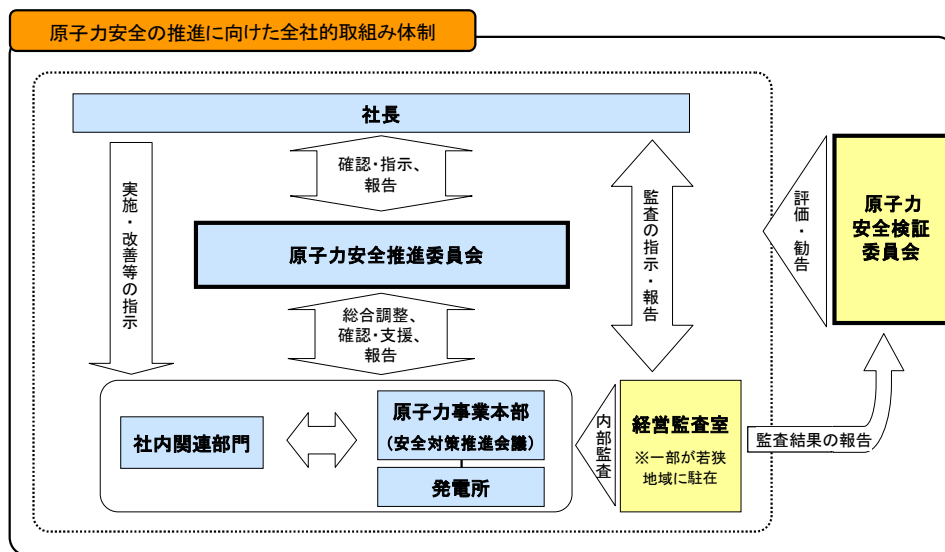 原子力安全の推進に向けた全社的取組み体制
社長
実施・改善等の指示
確認・指示、
報告
監査の指示・報告
評価・勧告
原子力
安全検証
委員会
原子力安全推進委員会
総合調整、
確認・支援、
報告
社内関連部門
原子力事業本部
(安全対策推進会議)
発電所
内部監査
経営監査室
※一部が若狭
地域に駐在
監査結果の報告